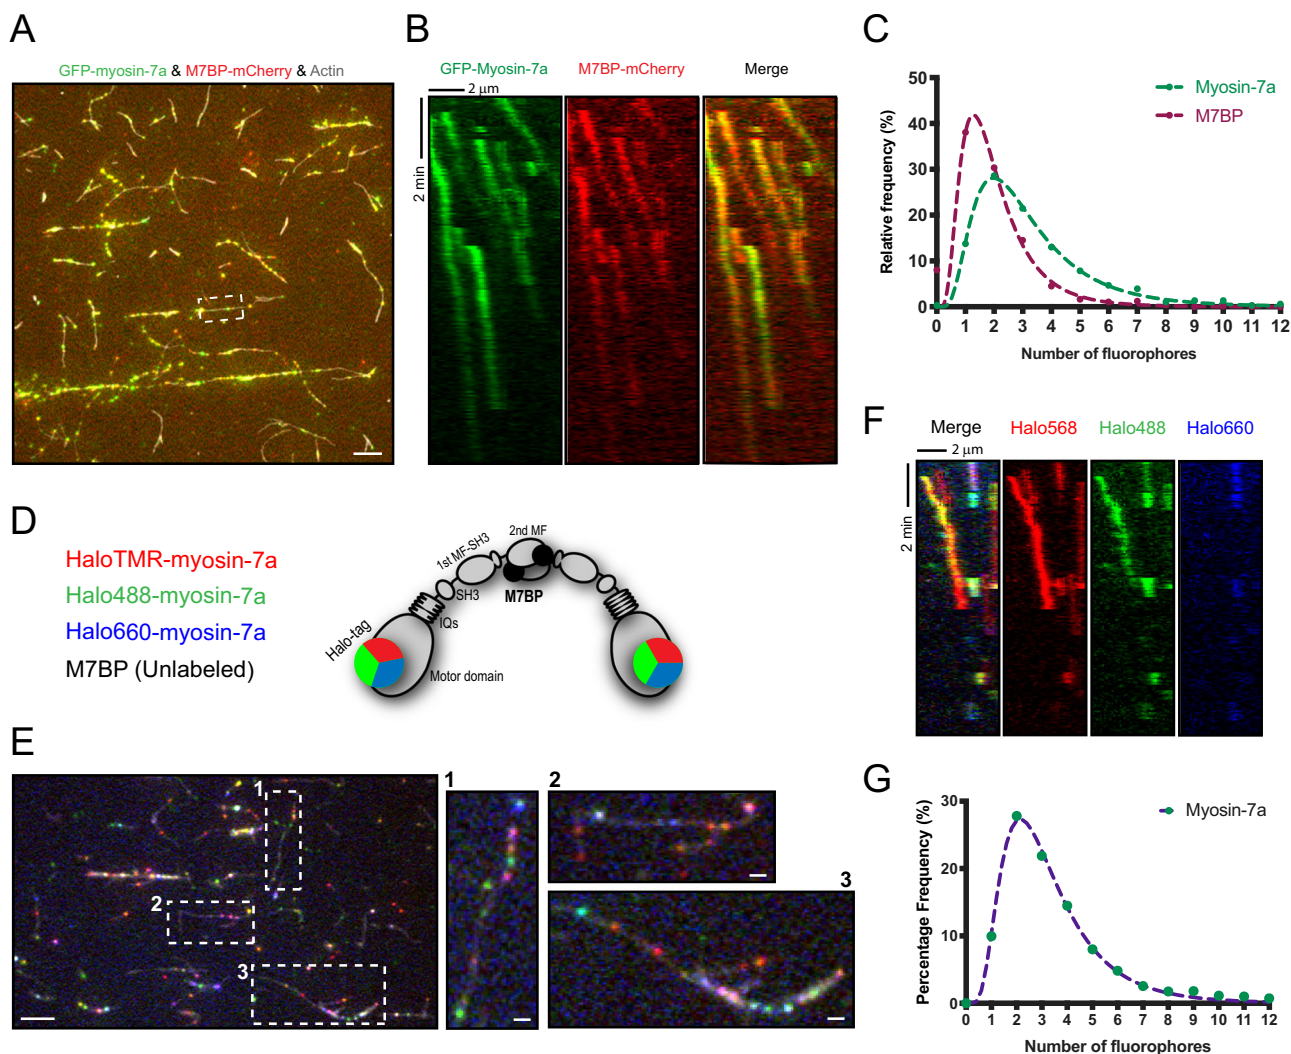 A
GFP-myosin-7a & M7BP-mCherry & Actin
B
GFP-Myosin-7a M7BP-mCherry Merge
2 μm
2 min
C
Relative frequency (%)
50
40
30
20
10
0
Myosin-7a
M7BP
0 1 2 3 4 5 6 7 8 9 10 11 12
Number of fluorophores
D
HaloTMR-myosin-7a
Halo488-myosin-7a
Halo660-myosin-7a
M7BP (Unlabeled)
2nd MF
1st MF-SH3
M7BP
SH3
IQs
Halo-tag
Motor domain
E
1
2
3
1
2
3
F
Merge Halo568 Halo488 Halo660
2 μm
2 min
G
Percentage Frequency (%)
30
20
10
0
Myosin-7a
0 1 2 3 4 5 6 7 8 9 10 11 12
Number of fluorophores